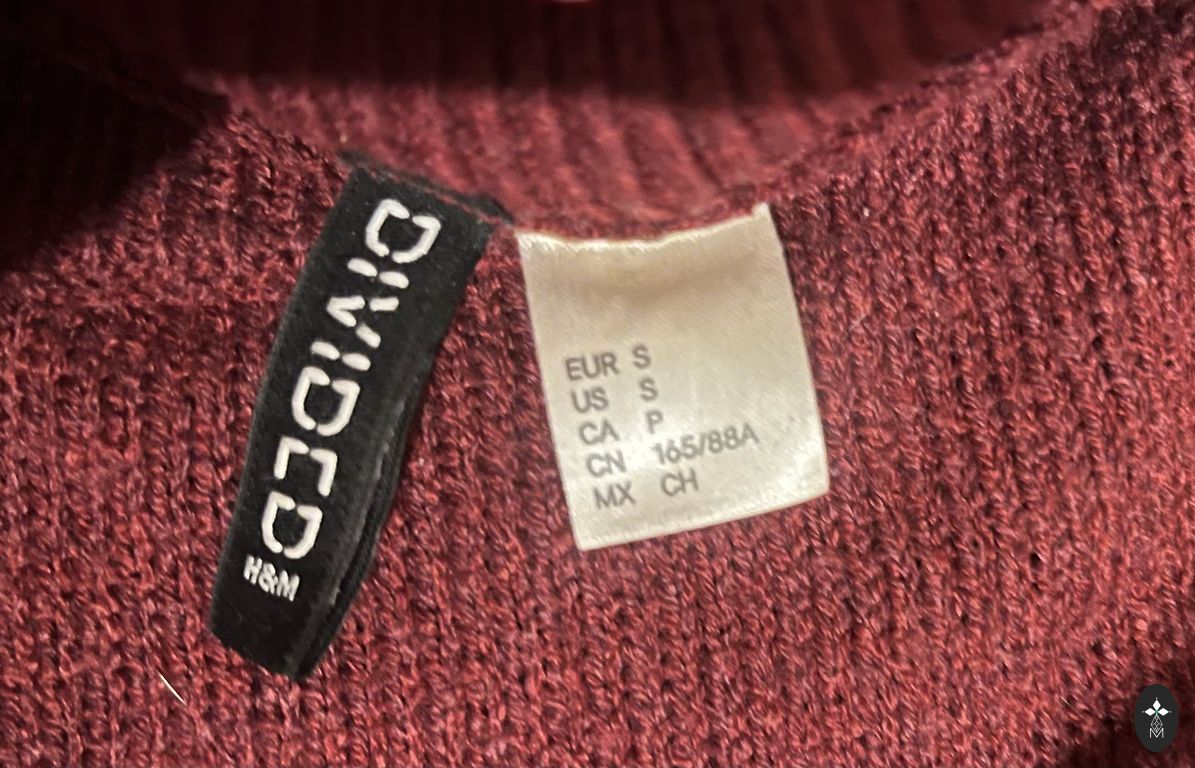 DIVIDED
H&M
EUR S
US S
CA P
CN 165/88A
MX CH